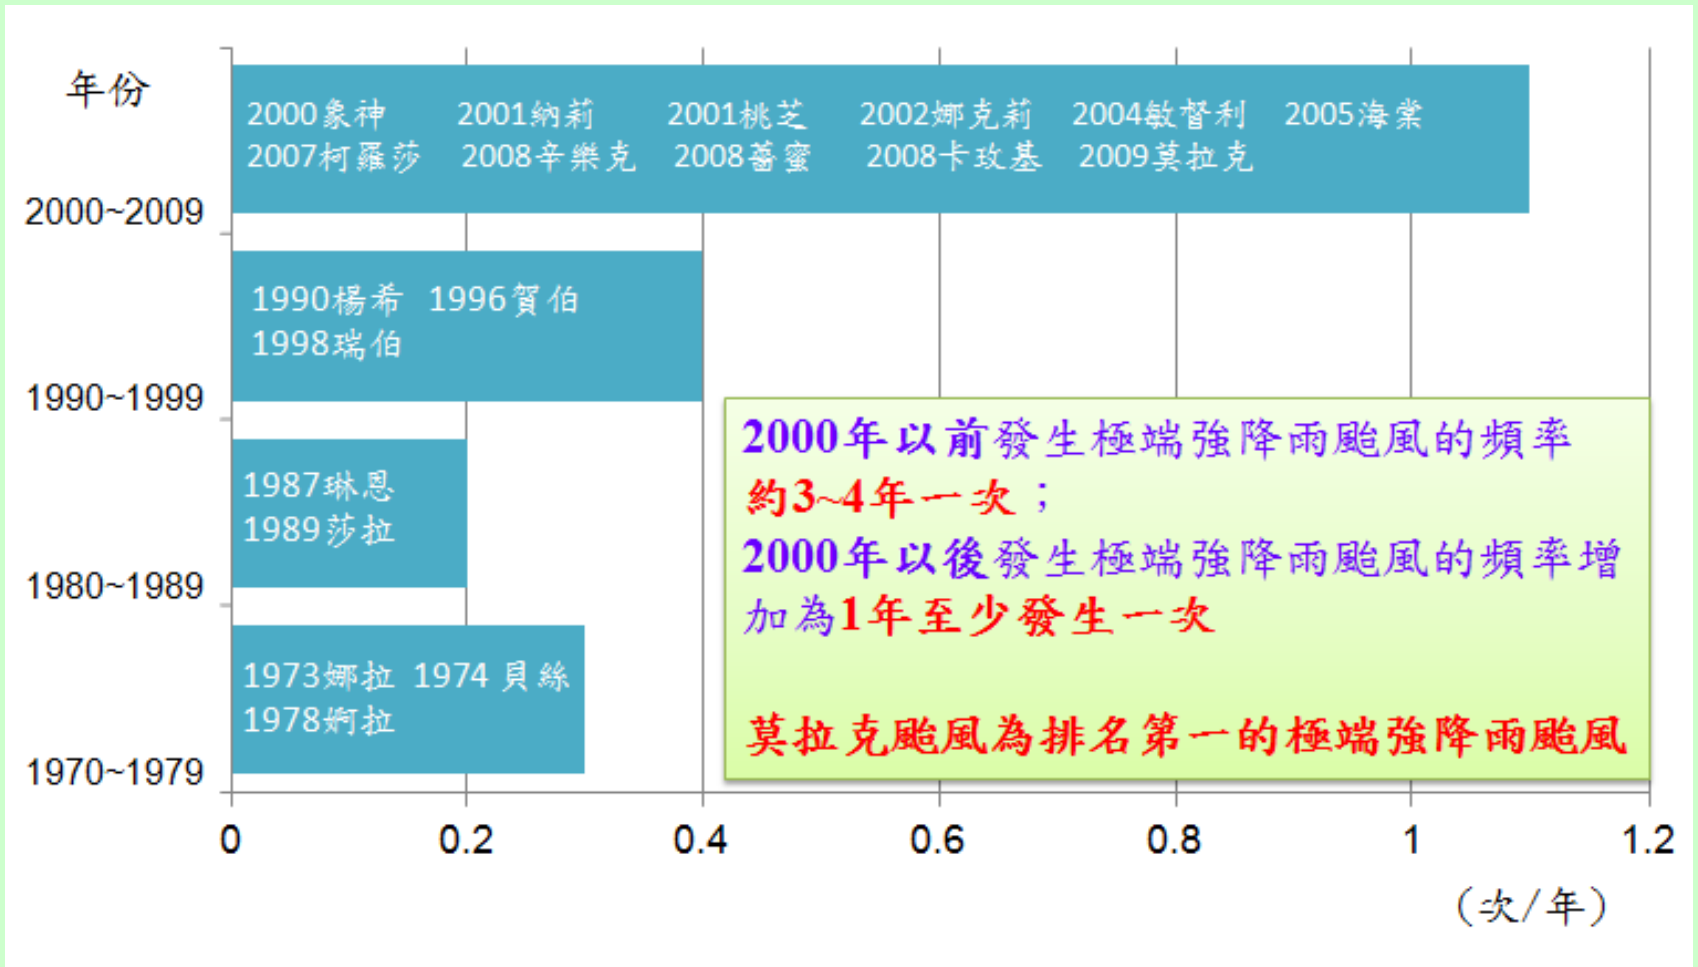 年份
2000象神 2001納莉 2001桃芝 2002娜克莉 2004敏督利 2005海棠
2007柯羅莎 2008辛樂克 2008薔蜜 2008卡玫基 2009莫拉克
2000~2009
1990楊希 1996賀伯
1998瑞伯
1990~1999
1987琳恩
1989莎拉
1980~1989
1973娜拉 1974 貝絲
1978婀拉
1970~1979
2000年以前發生極端強降雨颱風的頻率
約3~4年一次；
2000年以後發生極端強降雨颱風的頻率增
加為1年至少發生一次
莫拉克颱風為排名第一的極端強降雨颱風
0 0.2 0.4 0.6 0.8 1 1.2
(次/年)